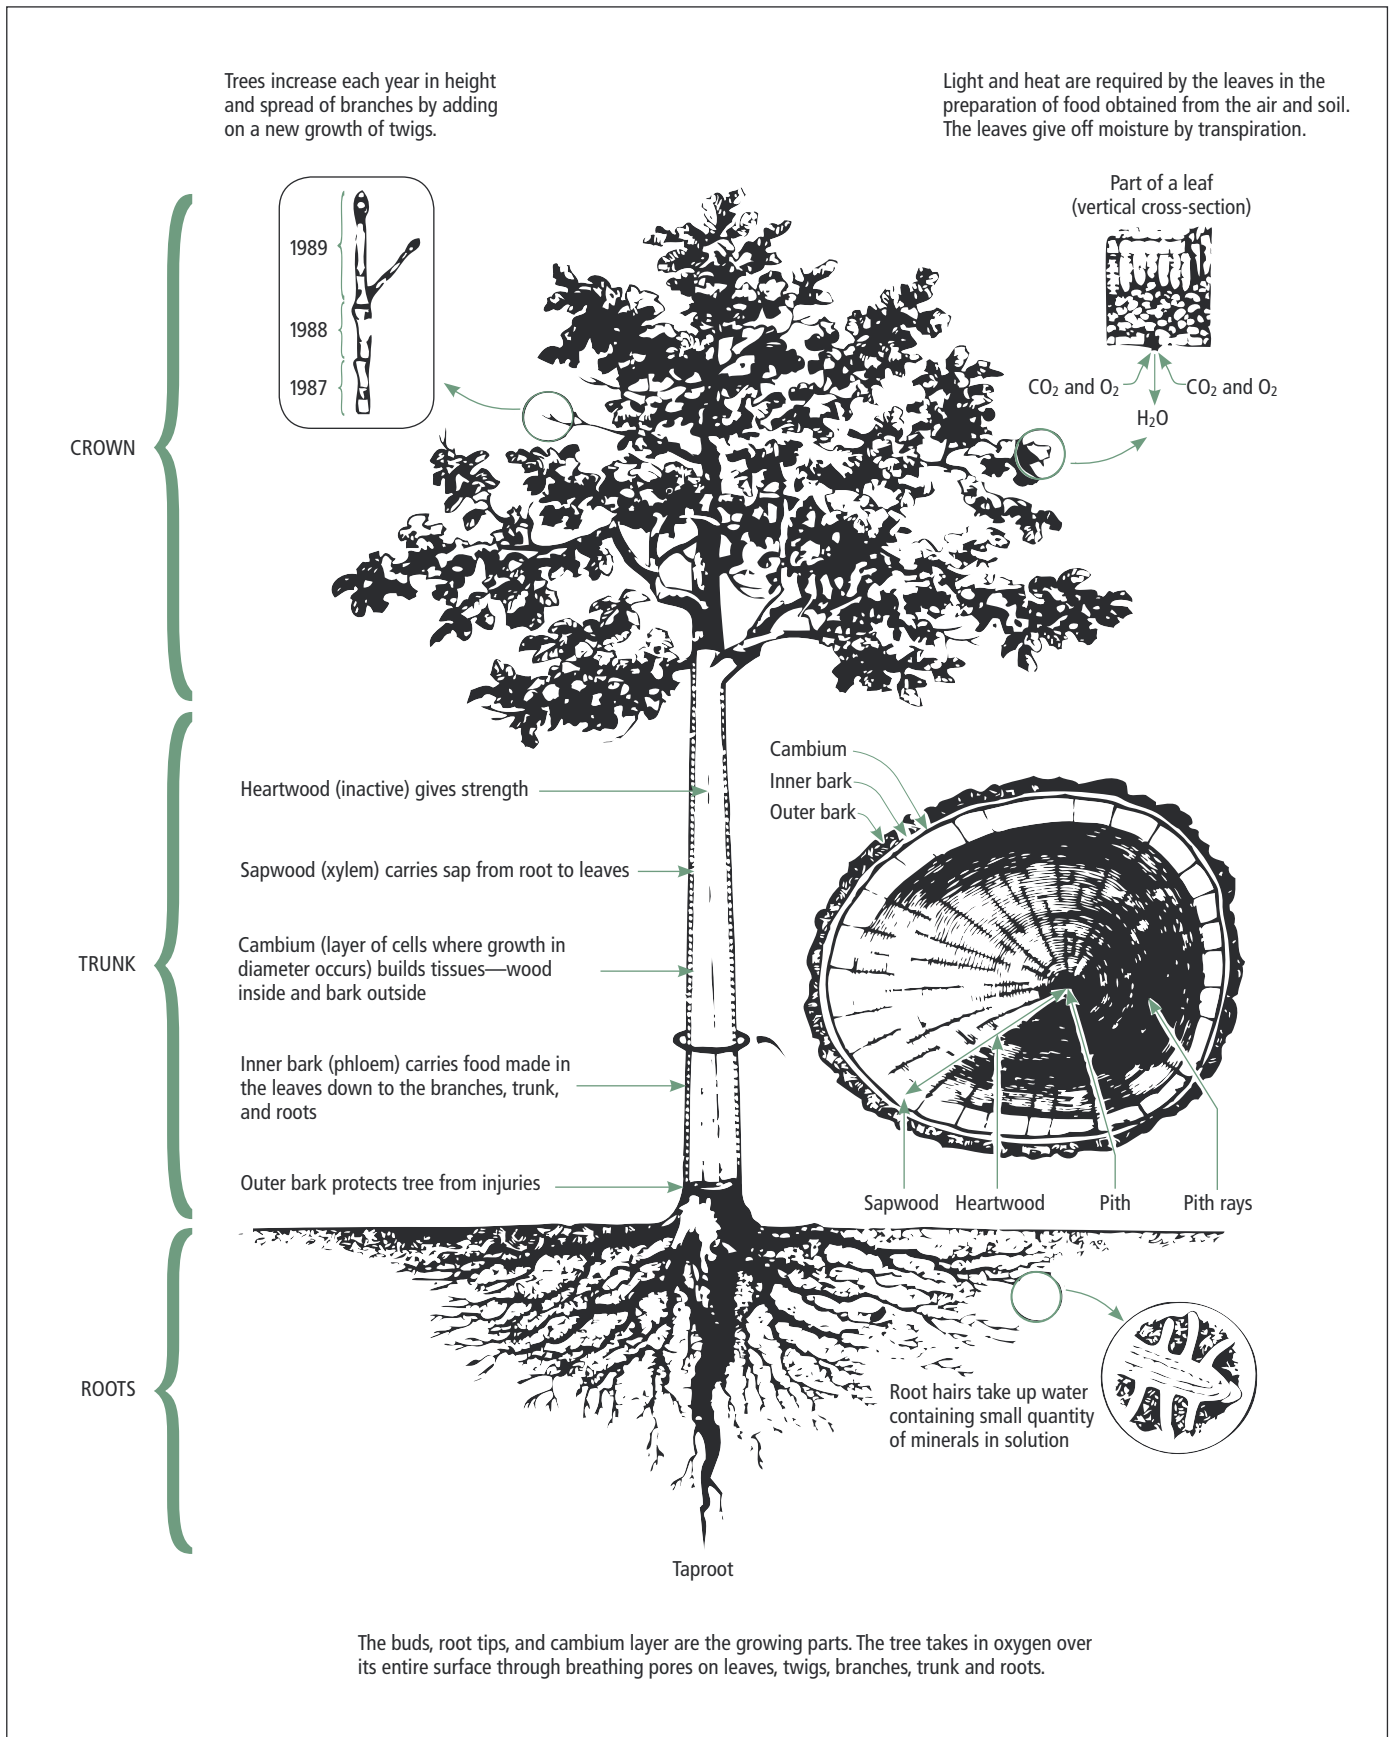 Trees increase each year in height
and spread of branches by adding
on a new growth of twigs.
Light and heat are required by the leaves in the
preparation of food obtained from the air and soil.
The leaves give off moisture by transpiration.
Part of a leaf
(vertical cross-section)
1989
1988
1987
CO₂ and O₂
CO₂ and O₂
H₂O
CROWN
Cambium
Inner bark
Outer bark
Heartwood (inactive) gives strength
Sapwood (xylem) carries sap from root to leaves
Cambium (layer of cells where growth in
diameter occurs) builds tissues—wood
inside and bark outside
TRUNK
Inner bark (phloem) carries food made in
the leaves down to the branches, trunk,
and roots
Outer bark protects tree from injuries
Sapwood
Heartwood
Pith
Pith rays
ROOTS
Root hairs take up water
containing small quantity
of minerals in solution
Taproot
The buds, root tips, and cambium layer are the growing parts. The tree takes in oxygen over
its entire surface through breathing pores on leaves, twigs, branches, trunk and roots.